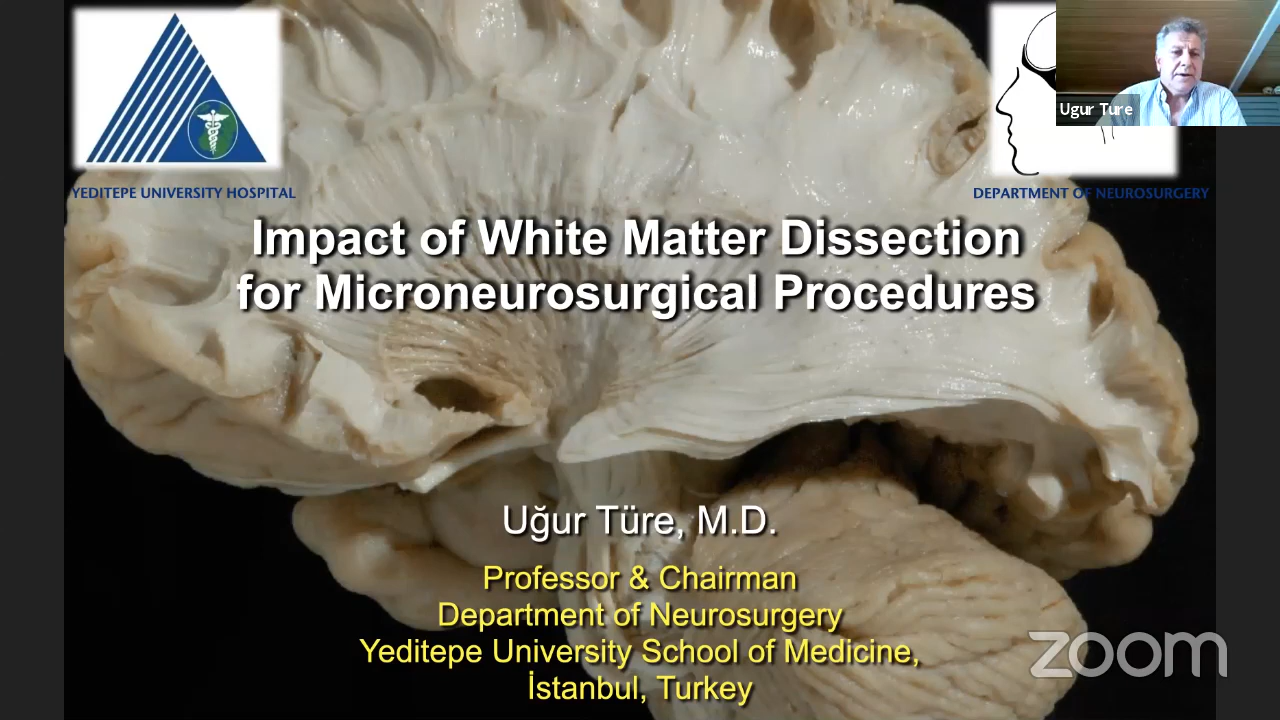 Ugur Ture
YEDITEPE UNIVERSITY HOSPITAL
DEPARTMENT OF NEUROSURGERY
Impact of White Matter Dissection
for Microneurosurgical Procedures
Uğur Türe, M.D.
Professor & Chairman
Department of Neurosurgery
Yeditepe University School of Medicine,
İstanbul, Turkey
zoom